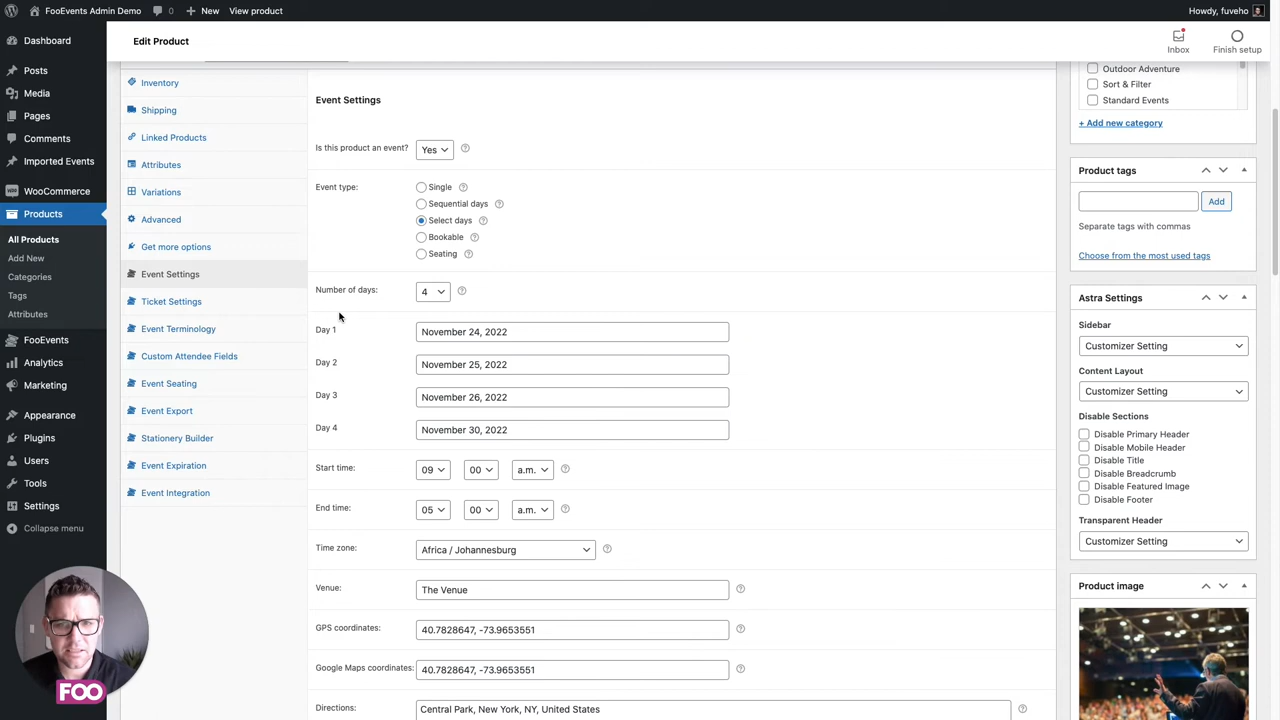 FooEvents Admin Demo
0
New
View product
Howdy, fuveho
Edit Product
Inbox
Finish setup
Dashboard
Posts
Media
Pages
Comments
Imported Events
WooCommerce
Products
All Products
Add New
Categories
Tags
Attributes
FooEvents
Analytics
Marketing
Appearance
Plugins
Users
Tools
Settings
Collapse menu
FOO
Inventory
Shipping
Linked Products
Attributes
Variations
Advanced
Get more options
Event Settings
Ticket Settings
Event Terminology
Custom Attendee Fields
Event Seating
Event Export
Stationery Builder
Event Expiration
Event Integration
Event Settings
Is this product an event? Yes
Event type:
Single
Sequential days
Select days
Bookable
Seating
Number of days: 4
Day 1 November 24, 2022
Day 2 November 25, 2022
Day 3 November 26, 2022
Day 4 November 30, 2022
Start time: 09 00 a.m.
End time: 05 00 a.m.
Time zone: Africa / Johannesburg
Venue: The Venue
GPS coordinates: 40.7828647, -73.9653551
Google Maps coordinates: 40.7828647, -73.9653551
Directions: Central Park, New York, NY, United States
Outdoor Adventure
Sort & Filter
Standard Events
+ Add new category
Product tags
Add
Separate tags with commas
Choose from the most used tags
Astra Settings
Sidebar
Customizer Setting
Content Layout
Customizer Setting
Disable Sections
Disable Primary Header
Disable Mobile Header
Disable Title
Disable Breadcrumb
Disable Featured Image
Disable Footer
Transparent Header
Customizer Setting
Product image